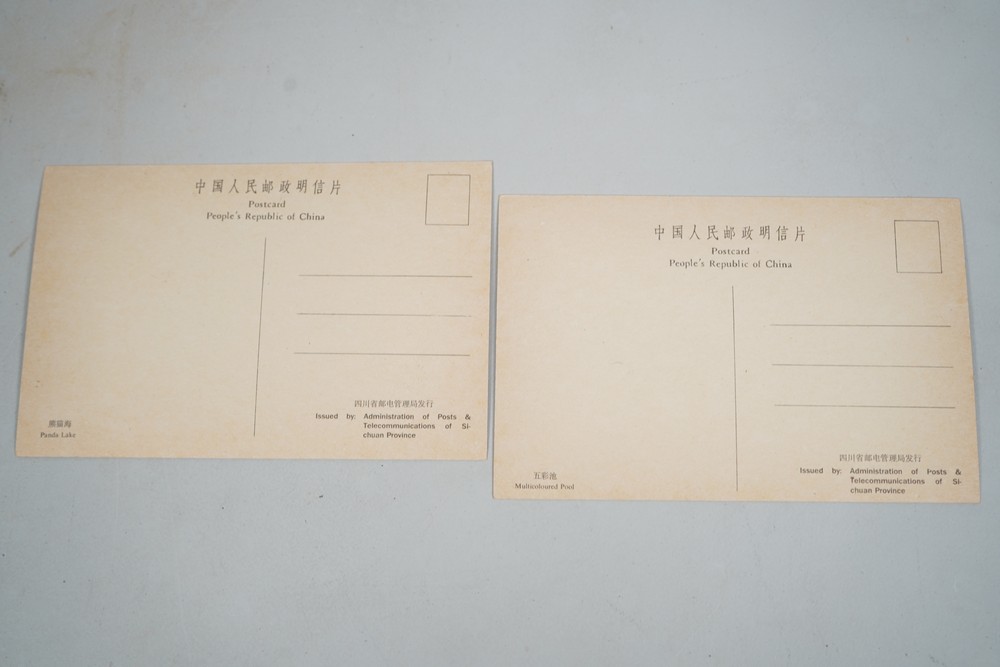 中国人民邮政明信片
Postcard
People's Republic of China
四川省邮电管理局发行
Issued by: Administration of Posts &
Telecommunications of Si-
chuan Province
熊猫海
Panda Lake
中国人民邮政明信片
Postcard
People's Republic of China
四川省邮电管理局发行
Issued by: Administration of Posts &
Telecommunications of Si-
chuan Province
五彩池
Multicoloured Pool